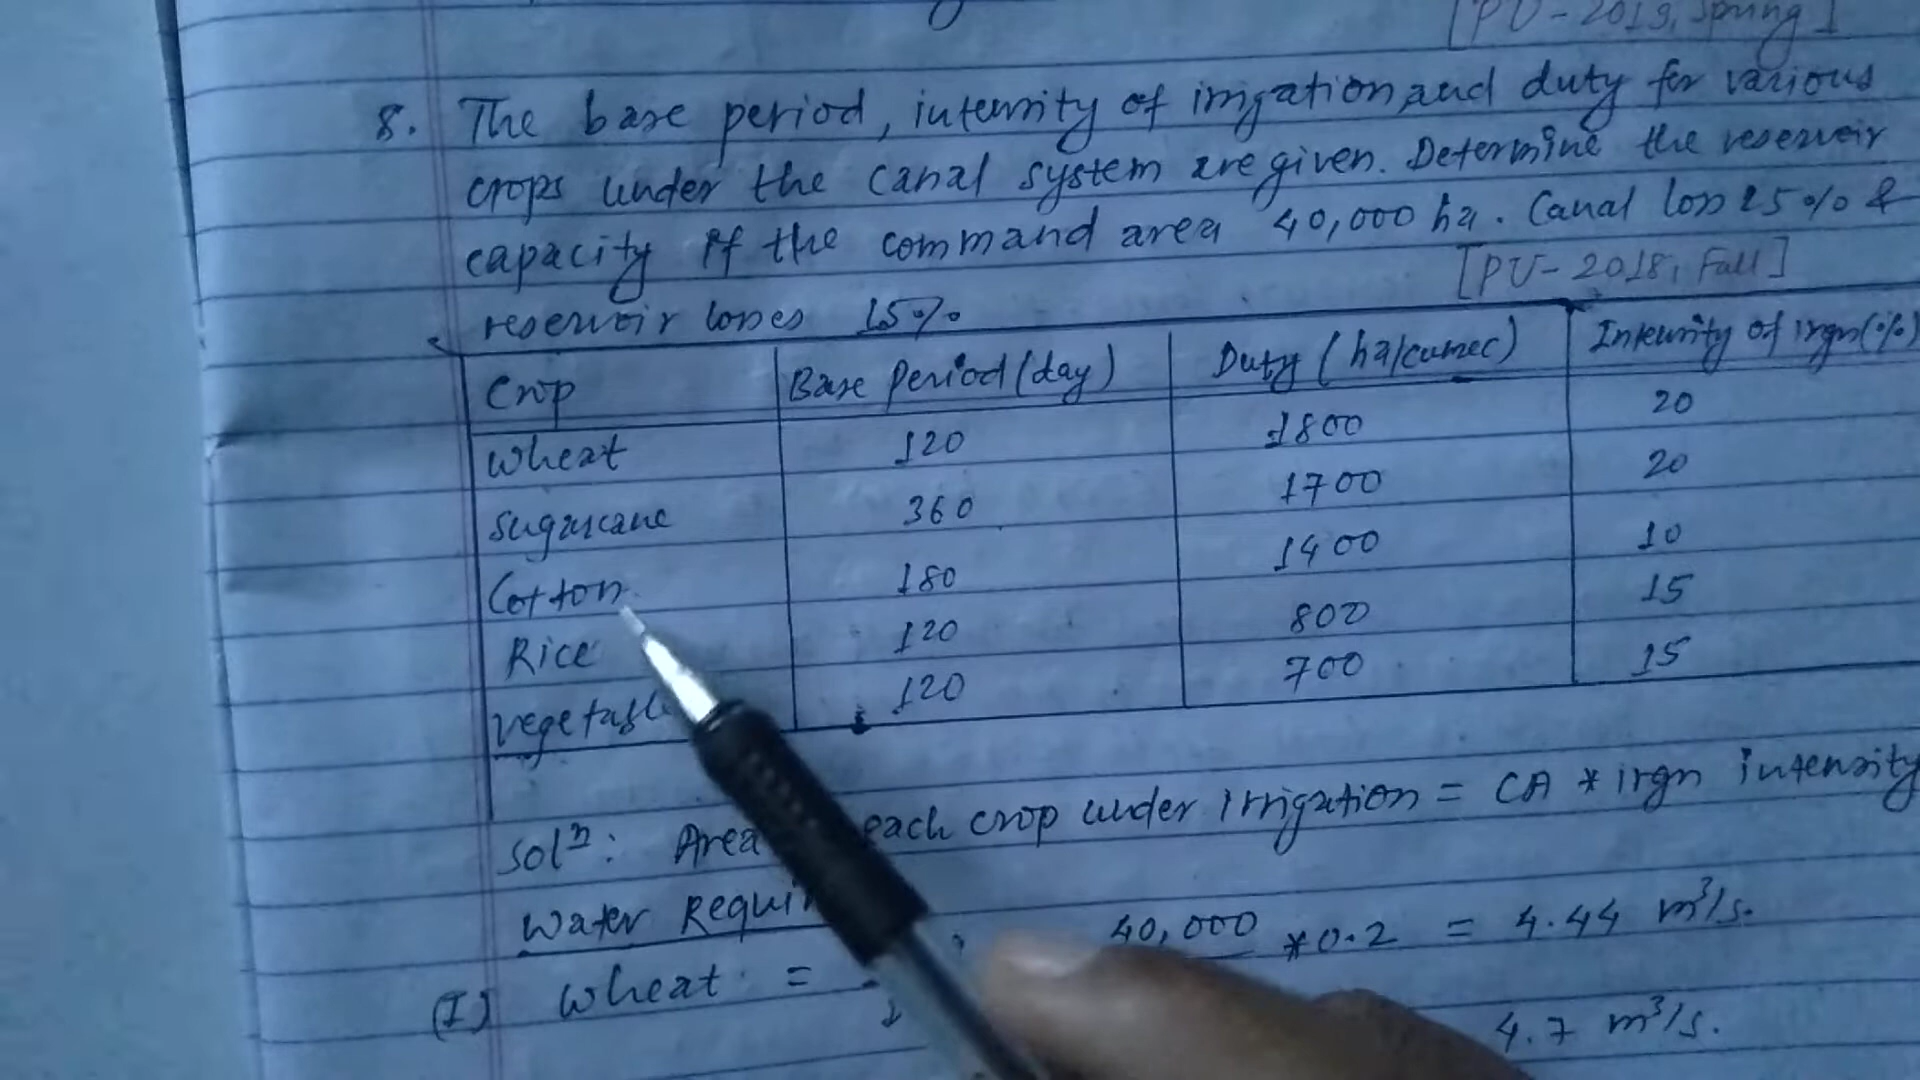 [PU-2019, Spring]
8. The base period, intensity of irrigation and duty for various
crops under the canal system are given. Determine the reservoir
capacity if the command area 40,000 ha. Canal loss 25% &
reservoir losses 15%. [PU-2018, Fall]
Crop Base Period (day) Duty (ha/cumec) Intensity of irgn(%)
Wheat 120 1800 20
Sugarcane 360 1700 20
Cotton 180 1400 10
Rice 120 800 15
Vegetable 120 700 15
Solⁿ: Area each crop under irrigation = CA * irgn intensity
Water
(I) Wheat = 40,000 *0.2 = 4.44 m³/s.
4.7 m³/s.